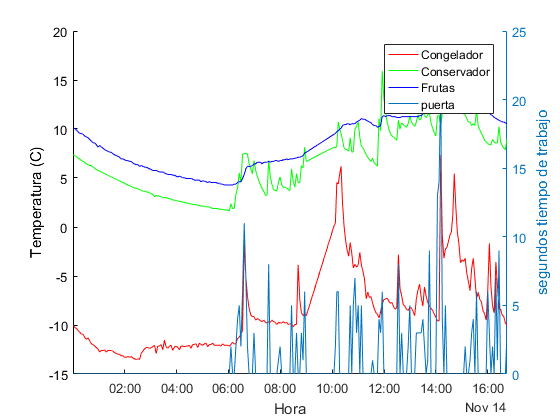 20
15
10
5
0
-5
-10
-15
Temperatura (C)
Congelador
Conservador
Frutas
puerta
25
20
15
10
5
0
segundos tiempo de trabajo
02:00 04:00 06:00 08:00 10:00 12:00 14:00 16:00
Hora
Nov 14